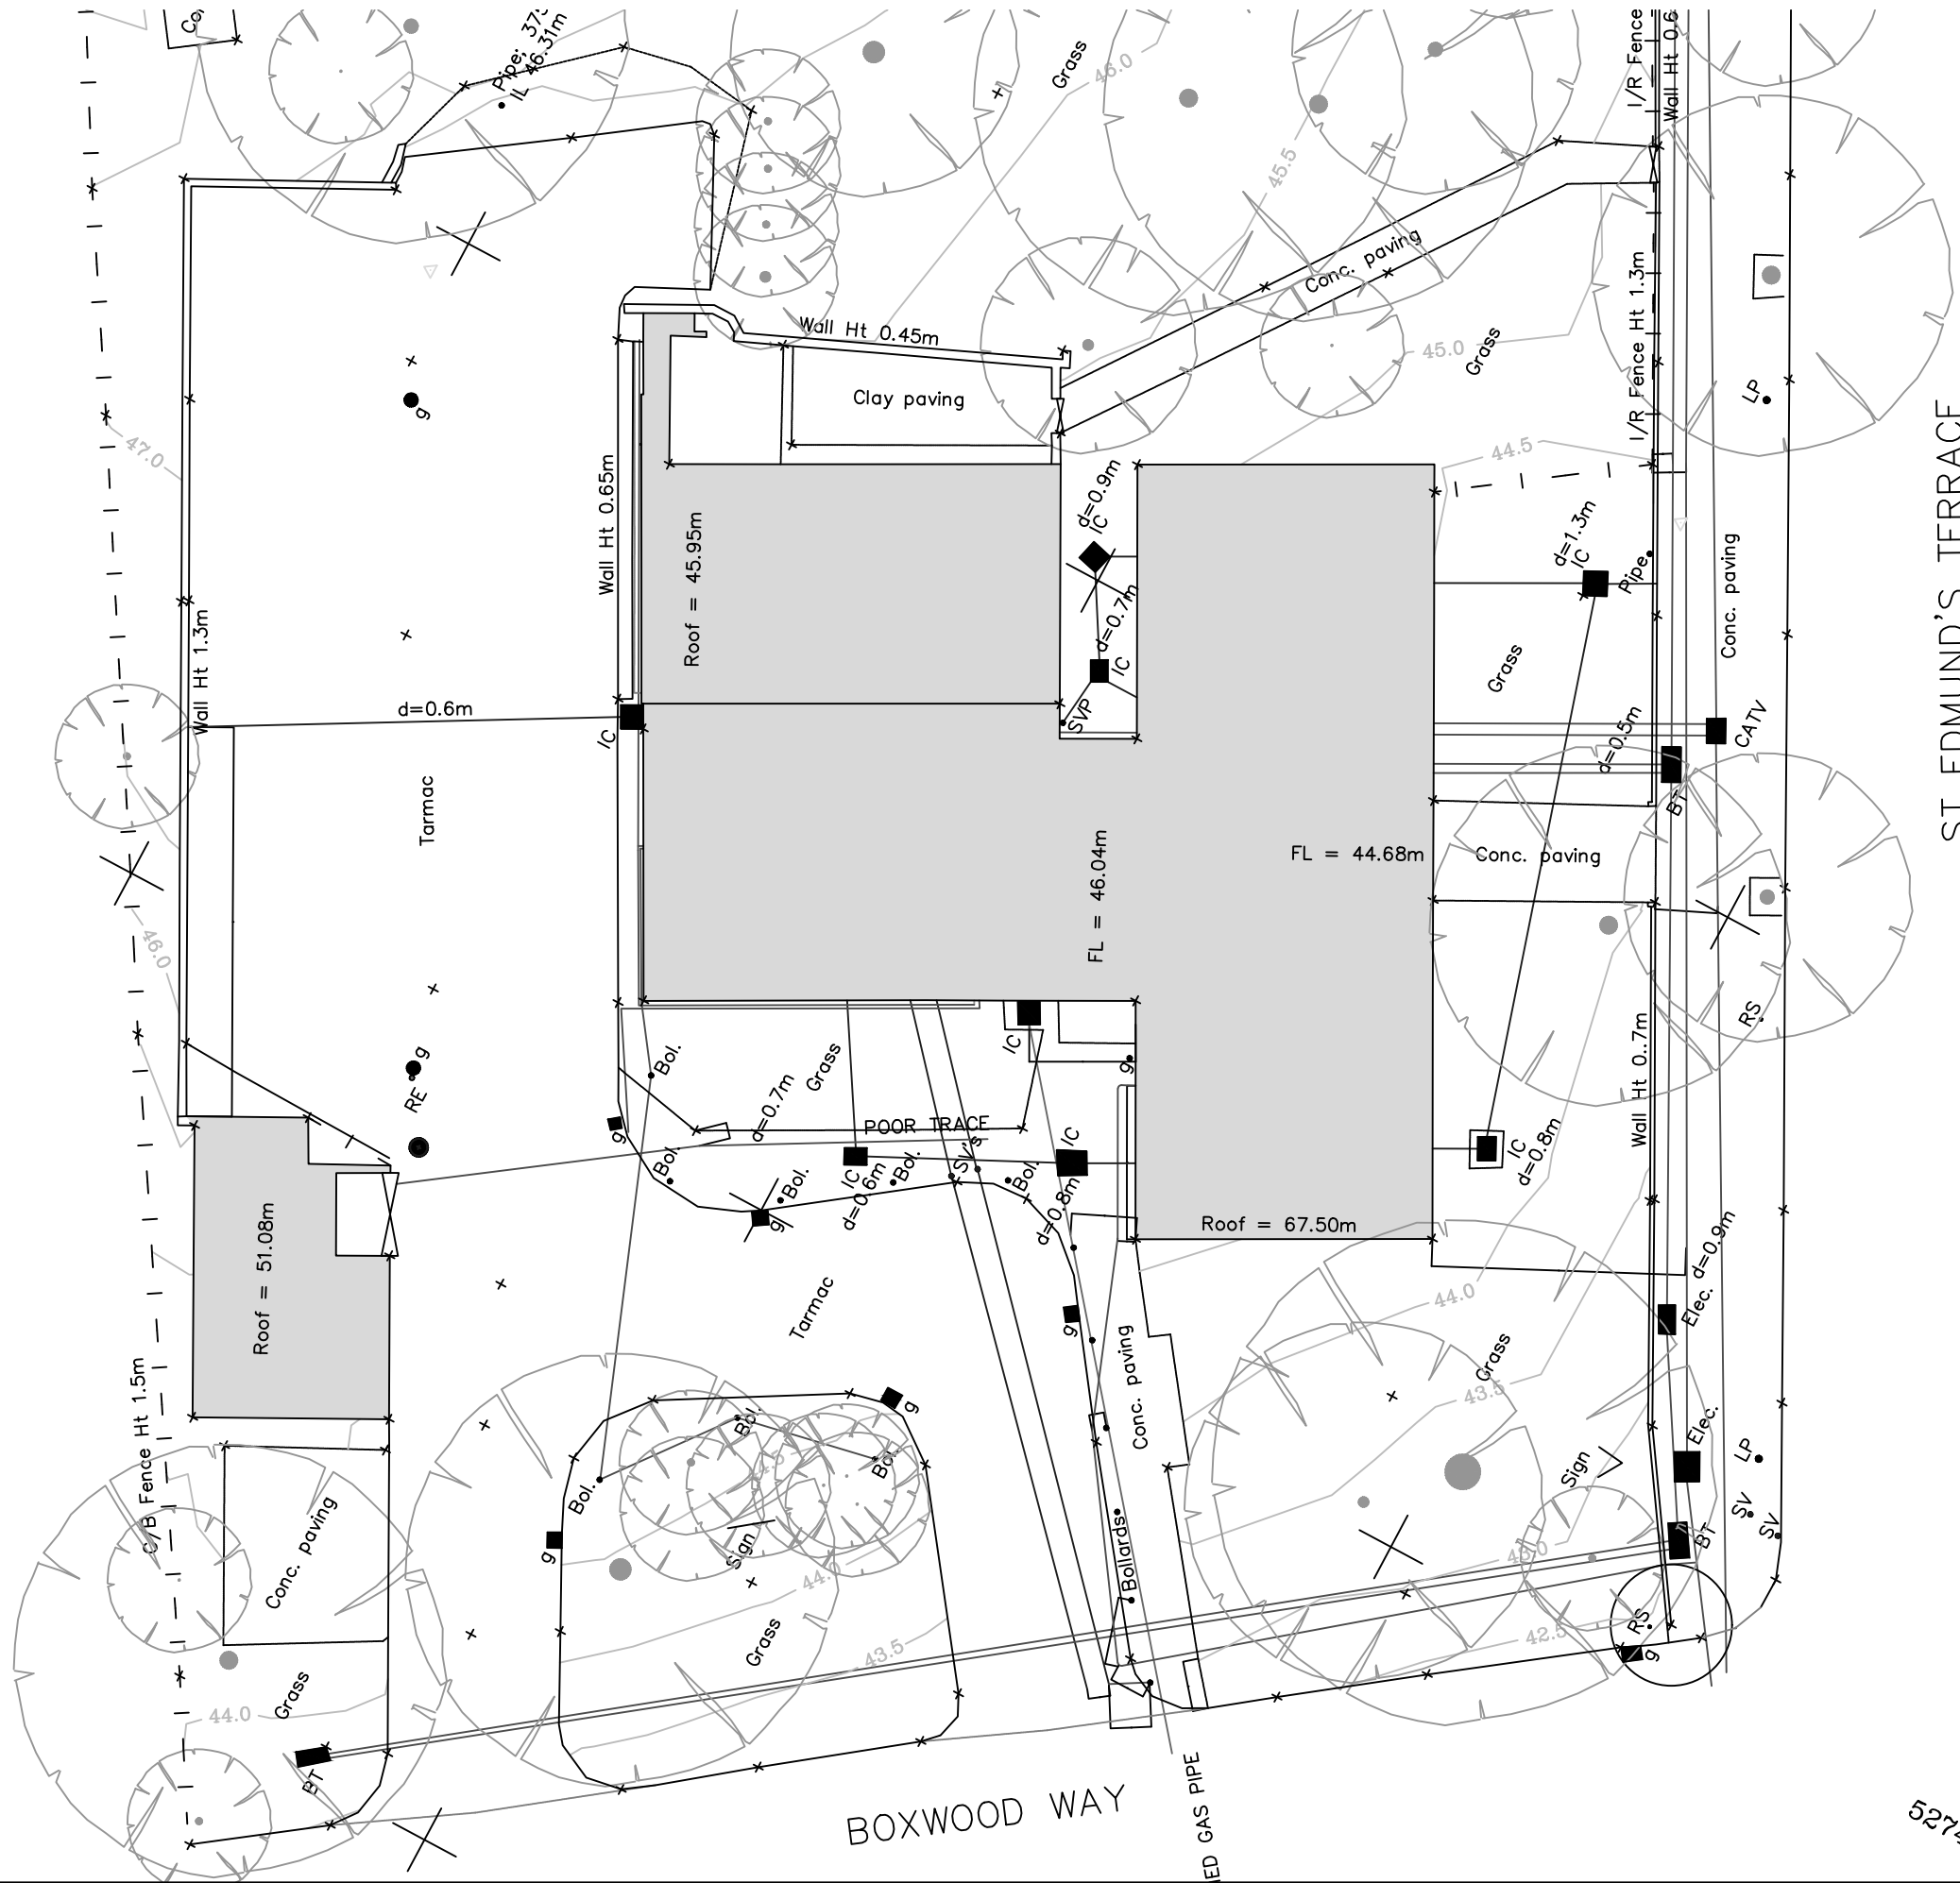 Pipe; 375
IL 46.31m
Grass
46.0
I/R Fence
Wall Ht 0.6
45.5
Conc. paving
I/R Fence Ht 1.3m
Wall Ht 0.45m
45.0
Grass
LP
Clay paving
g
47.0
44.5
ST EDMUND'S TERRACE
Wall Ht 0.65m
Roof = 45.95m
d=0.9m
IC
d=1.3m
IC
Pipe
Conc. paving
Wall Ht 1.3m
d=0.7m
IC
Grass
SVP
d=0.6m
IC
d=0.5m
CATV
BT
Tarmac
FL = 46.04m
FL = 44.68m
Conc. paving
46.0
RS
g
RE
Bol.
Grass
IC
g
Wall Ht 0..7m
d=0.7m
POOR TRACE
g
Bol.
Bol.
g
IC
d=0.6m
Bol.
SV's
Bol.
IC
d=0.8m
IC
d=0.8m
Roof = 67.50m
Roof = 51.08m
d=0.9m
Elec.
44.0
Tarmac
g
Conc. paving
Grass
43.5
C/B Fence Ht 1.5m
g
Bol.
Bol.
Bol.
44.5
Elec.
Sign
LP
SV
SV
Conc. paving
g
Sign
44.0
Bollards
43.0
BT
Grass
43.5
42.5
RS
g
Grass
44.0
BT
BOXWOOD WAY
GAS PIPE